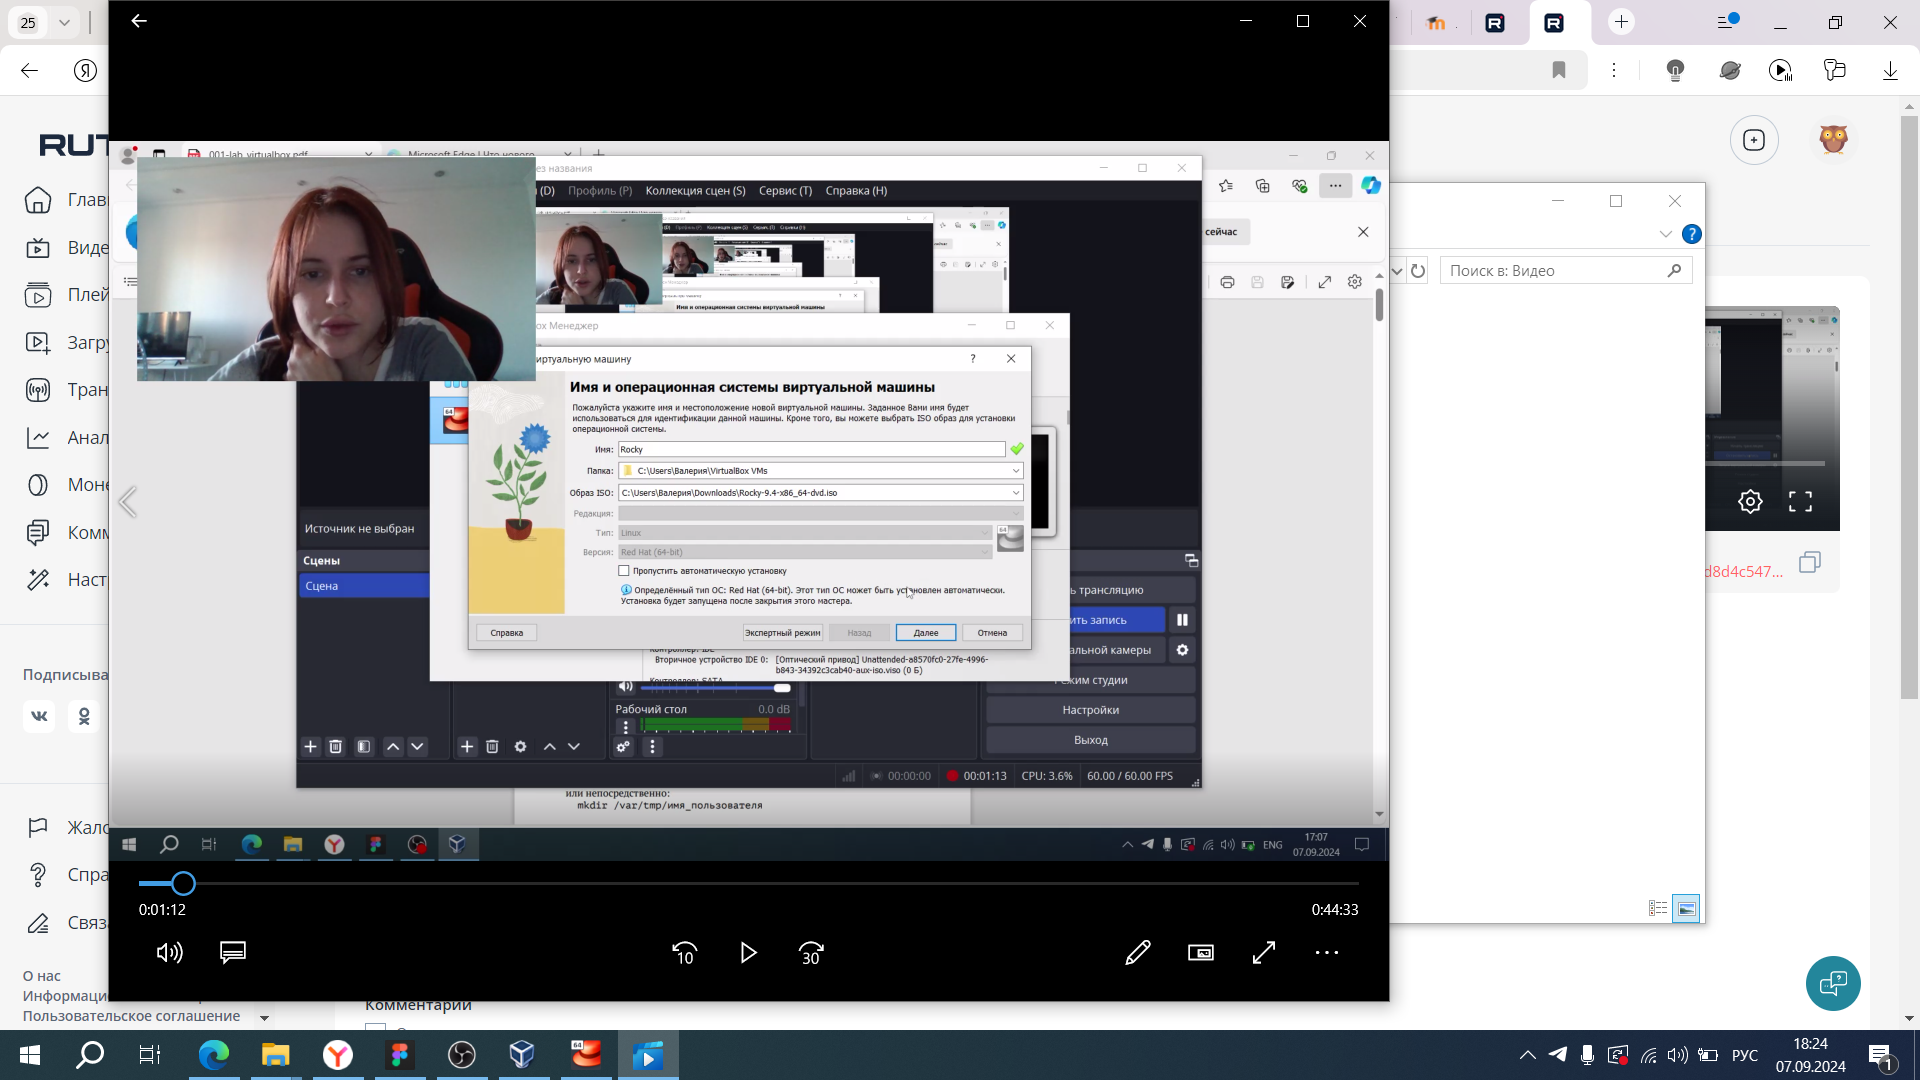 25
RUT
001-lab_virtualbox.pdf
Microsoft Edge | Что нового
ез названия
(D) Профиль (P) Коллекция сцен (S) Сервис (T) Справка (H)
сейчас
Поиск в: Видео
Глав
Виде
Плей
Загру
Тран
Анал
Моне
Комм
Наст
Подписыва
Жало
Спра
Связ
О нас
Информаци
Пользовательское соглашение
ox Менеджер
иртуальную машину
Имя и операционная системы виртуальной машины
Пожалуйста укажите имя и местоположение новой виртуальной машины. Заданное Вами имя будет
использоваться для идентификации данной машины. Кроме того, вы можете выбрать ISO образ для установки
операционной системы.
Имя: Rocky
Папка: C:\Users\Валерия\VirtualBox VMs
Образ ISO: C:\Users\Валерия\Downloads\Rocky-9.4-x86_64-dvd.iso
Редакция:
Тип: Linux
Версия: Red Hat (64-bit)
64
Пропустить автоматическую установку
Определённый тип ОС: Red Hat (64-bit). Этот тип ОС может быть установлен автоматически.
Установка будет запущена после закрытия этого мастера.
Справка
Экспертный режим
Назад
Далее
Отмена
Контроллер: IDE
Вторичное устройство IDE 0: [Оптический привод] Unattended-a8570fc0-27fe-4996-
b843-34392c3cab40-aux-iso.viso (0 Б)
Контроллер: SATA
Источник не выбран
Сцены
Сцена
Рабочий стол 0.0 dB
ь трансляцию
ить запись
альной камеры
Режим студии
Настройки
Выход
00:00:00 00:01:13 CPU: 3.6% 60.00 / 60.00 FPS
или непосредственно:
mkdir /var/tmp/имя_пользователя
ENG
17:07
07.09.2024
0:01:12
0:44:33
10
30
d8d4c547...
Комментарии
РУС
18:24
07.09.2024
1